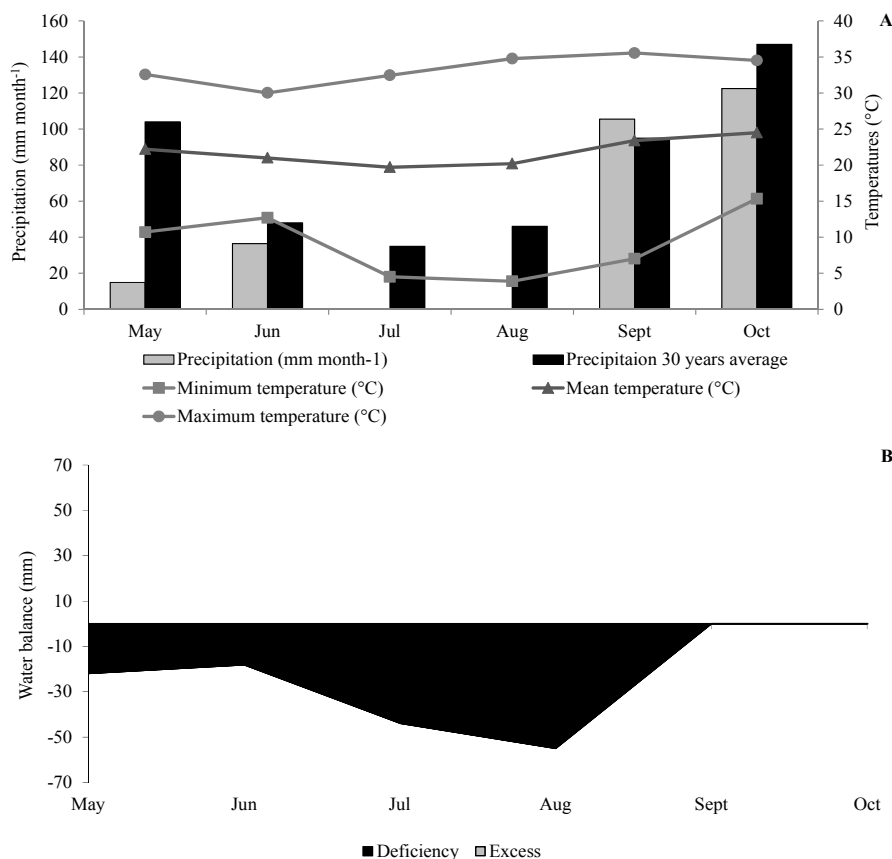 A
160
140
120
100
80
60
40
20
0
Precipitation (mm month-1)
40
35
30
25
20
15
10
5
0
Temperatures (°C)
May Jun Jul Aug Sept Oct
Precipitation (mm month-1) Precipitaion 30 years average
Minimum temperature (°C) Mean temperature (°C)
Maximum temperature (°C)
B
70
50
30
10
-10
-30
-50
-70
Water balance (mm)
May Jun Jul Aug Sept Oct
Deficiency Excess